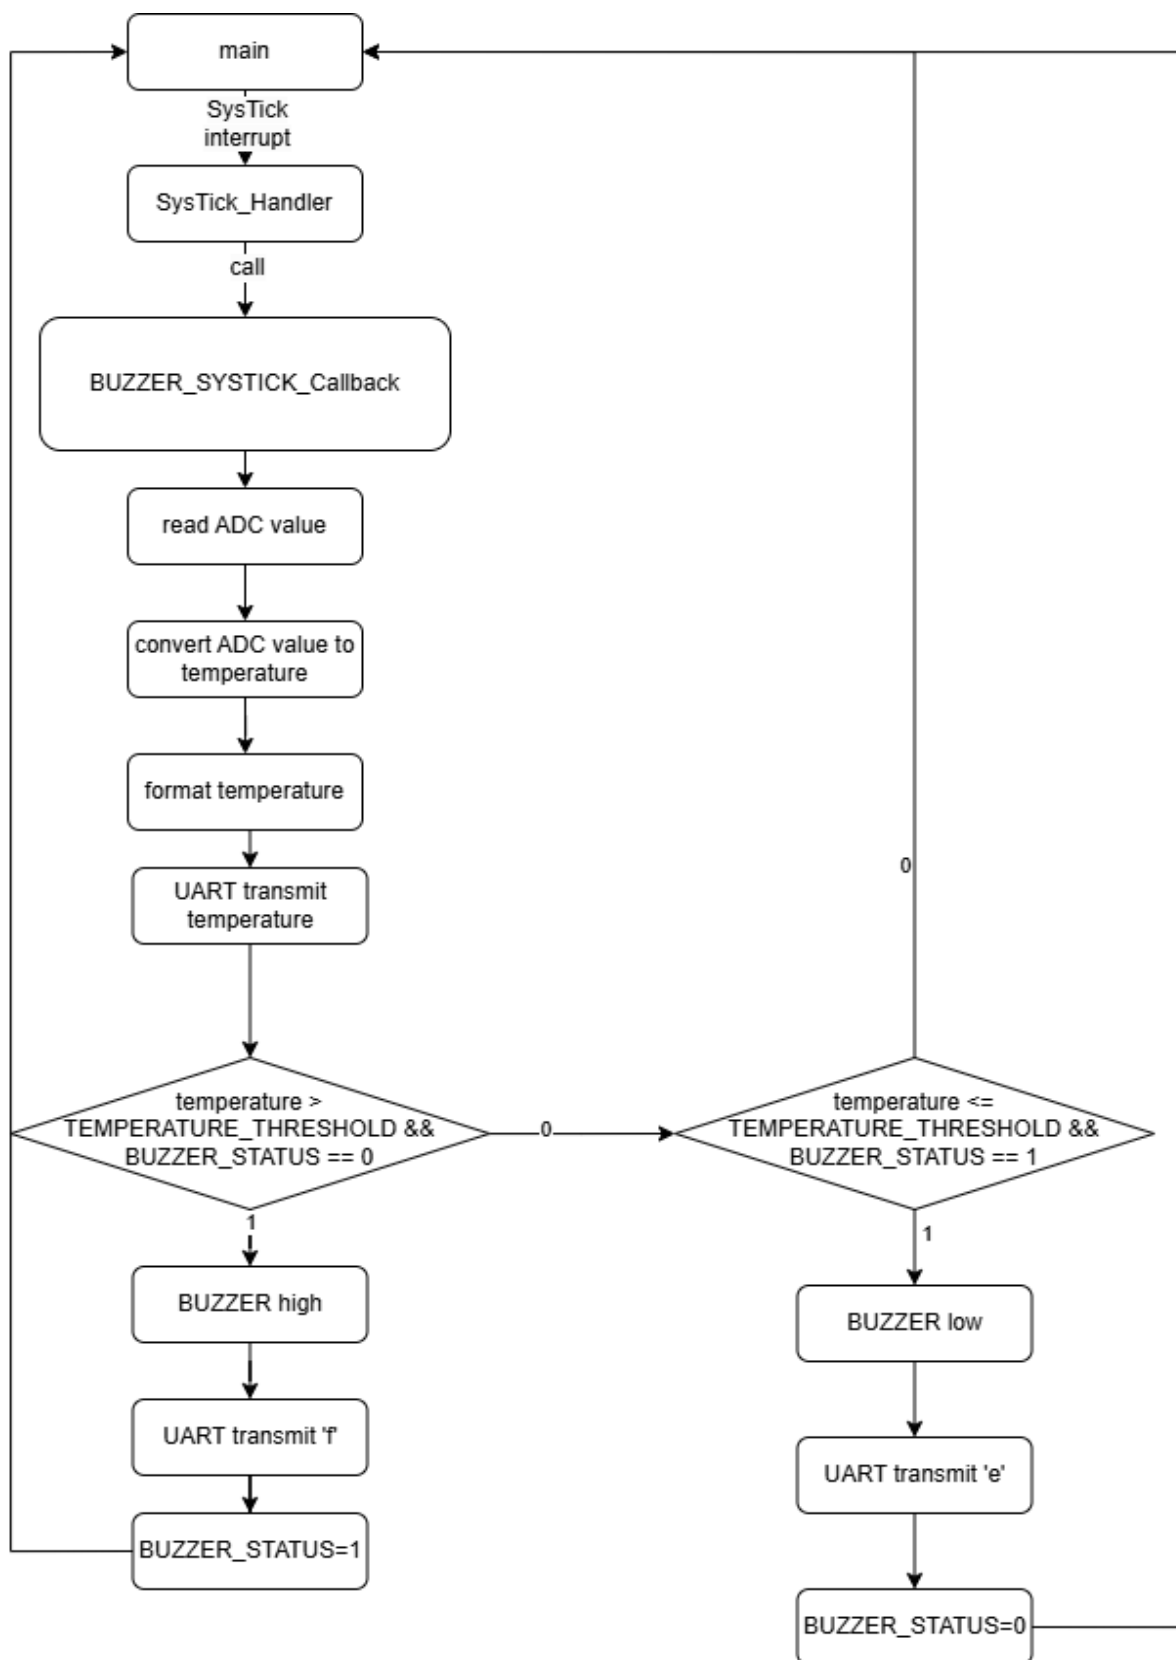 main
SysTick
interrupt
SysTick_Handler
call
BUZZER_SYSTICK_Callback
read ADC value
convert ADC value to
temperature
format temperature
UART transmit
temperature
temperature >
TEMPERATURE_THRESHOLD &&
BUZZER_STATUS == 0
0
1
BUZZER high
UART transmit 'f'
BUZZER_STATUS=1
temperature <=
TEMPERATURE_THRESHOLD &&
BUZZER_STATUS == 1
0
1
BUZZER low
UART transmit 'e'
BUZZER_STATUS=0